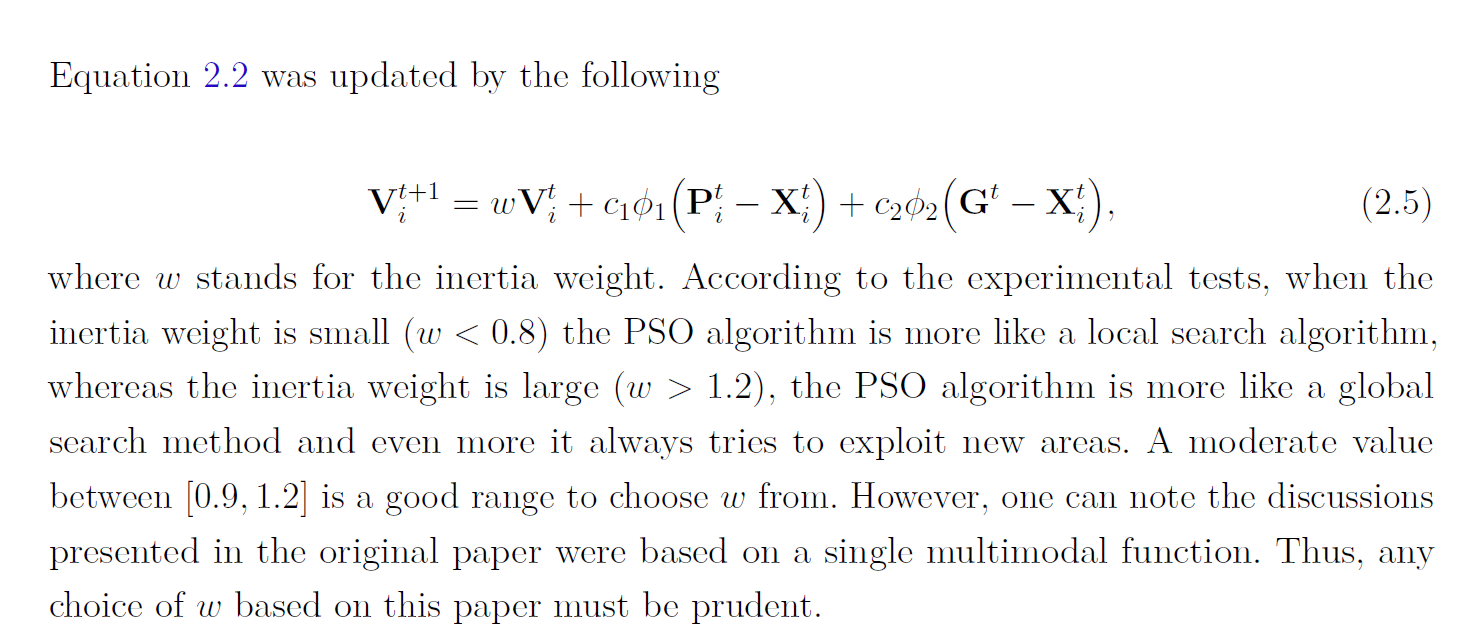 Equation 2.2 was updated by the following
$\mathbf{V}_i^{t+1} = w\mathbf{V}_i^t + c_1\phi_1\big(\mathbf{P}_i^t - \mathbf{X}_i^t\big) + c_2\phi_2\big(\mathbf{G}^t - \mathbf{X}_i^t\big),$ (2.5)
where w stands for the inertia weight. According to the experimental tests, when the
inertia weight is small (w < 0.8) the PSO algorithm is more like a local search algorithm,
whereas the inertia weight is large (w > 1.2), the PSO algorithm is more like a global
search method and even more it always tries to exploit new areas. A moderate value
between [0.9, 1.2] is a good range to choose w from. However, one can note the discussions
presented in the original paper were based on a single multimodal function. Thus, any
choice of w based on this paper must be prudent.